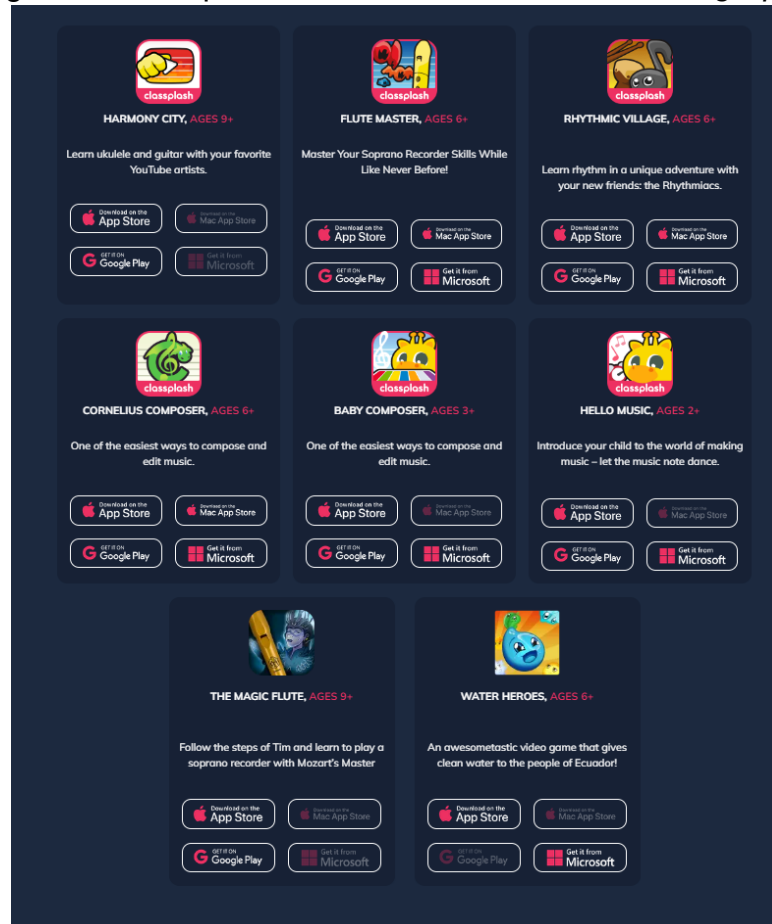 classplash
HARMONY CITY, AGES 9+
Learn ukulele and guitar with your favorite
YouTube artists.
Download on the
App Store
Download on the
Mac App Store
GET IT ON
Google Play
Get it from
Microsoft
classplash
FLUTE MASTER, AGES 6+
Master Your Soprano Recorder Skills While
Like Never Before!
Download on the
App Store
Download on the
Mac App Store
GET IT ON
Google Play
Get it from
Microsoft
classplash
RHYTHMIC VILLAGE, AGES 6+
Learn rhythm in a unique adventure with
your new friends: the Rhythmiacs.
Download on the
App Store
Download on the
Mac App Store
GET IT ON
Google Play
Get it from
Microsoft
classplash
CORNELIUS COMPOSER, AGES 6+
One of the easiest ways to compose and
edit music.
Download on the
App Store
Download on the
Mac App Store
GET IT ON
Google Play
Get it from
Microsoft
classplash
BABY COMPOSER, AGES 3+
One of the easiest ways to compose and
edit music.
Download on the
App Store
Download on the
Mac App Store
GET IT ON
Google Play
Get it from
Microsoft
classplash
HELLO MUSIC, AGES 2+
Introduce your child to the world of making
music – let the music note dance.
Download on the
App Store
Download on the
Mac App Store
GET IT ON
Google Play
Get it from
Microsoft
THE MAGIC FLUTE, AGES 9+
Follow the steps of Tim and learn to play a
soprano recorder with Mozart's Master
Download on the
App Store
Download on the
Mac App Store
GET IT ON
Google Play
Get it from
Microsoft
WATER HEROES, AGES 6+
An awesometastic video game that gives
clean water to the people of Ecuador!
Download on the
App Store
Download on the
Mac App Store
GET IT ON
Google Play
Get it from
Microsoft